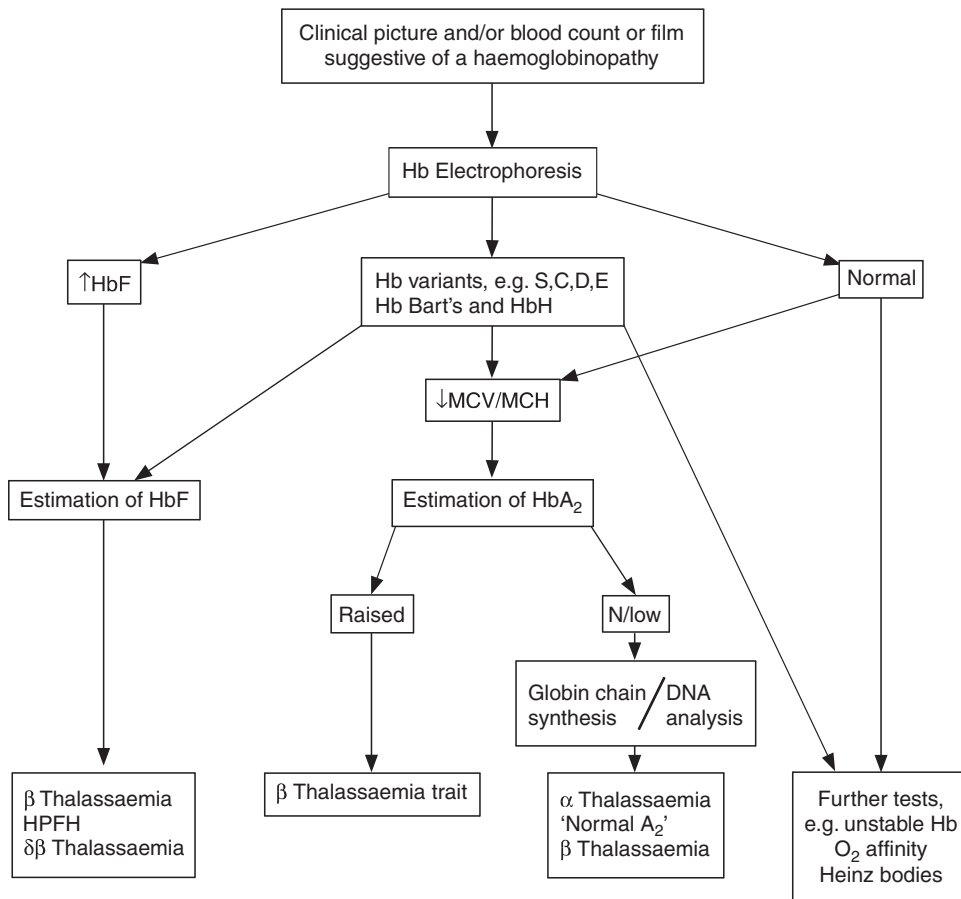 Clinical picture and/or blood count or film
suggestive of a haemoglobinopathy
Hb Electrophoresis
↑HbF
Hb variants, e.g. S,C,D,E
Hb Bart's and HbH
Normal
↓MCV/MCH
Estimation of HbF
Estimation of HbA₂
Raised
N/low
Globin chain / DNA
synthesis analysis
β Thalassaemia
HPFH
δβ Thalassaemia
β Thalassaemia trait
α Thalassaemia
'Normal A₂'
β Thalassaemia
Further tests,
e.g. unstable Hb
O₂ affinity
Heinz bodies